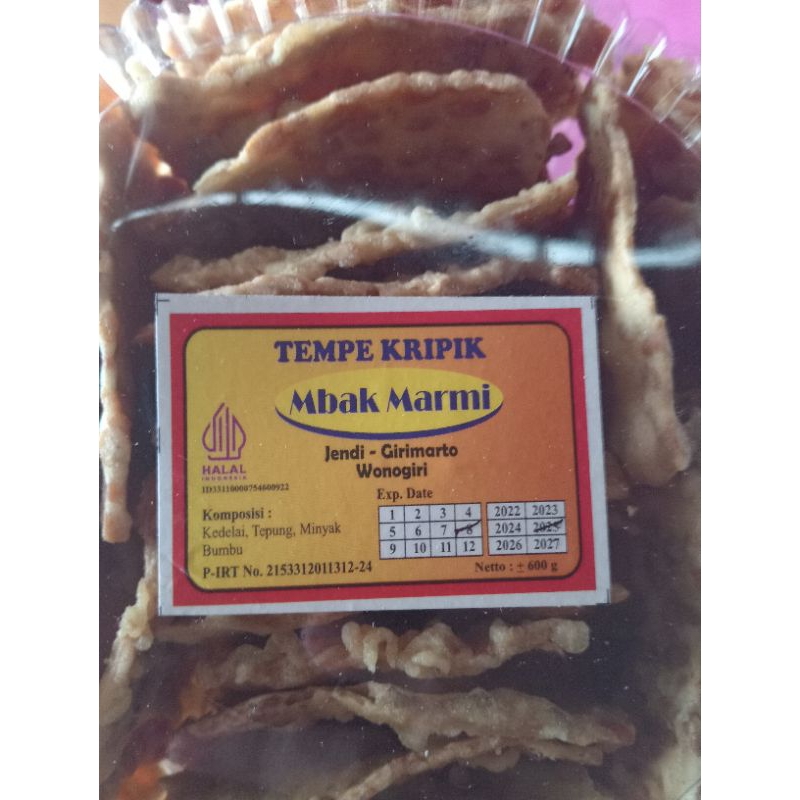 TEMPE KRIPIK
Mbak Marmi
Jendi - Girimarto
Wonogiri
HALAL
INDONESIA
ID33110000754600922
Exp. Date
1 2 3 4 2022 2023
5 6 7 8 2024 2025
9 10 11 12 2026 2027
Komposisi :
Kedelai, Tepung, Minyak
Bumbu
P-IRT No. 2153312011312-24
Netto : ± 600 g